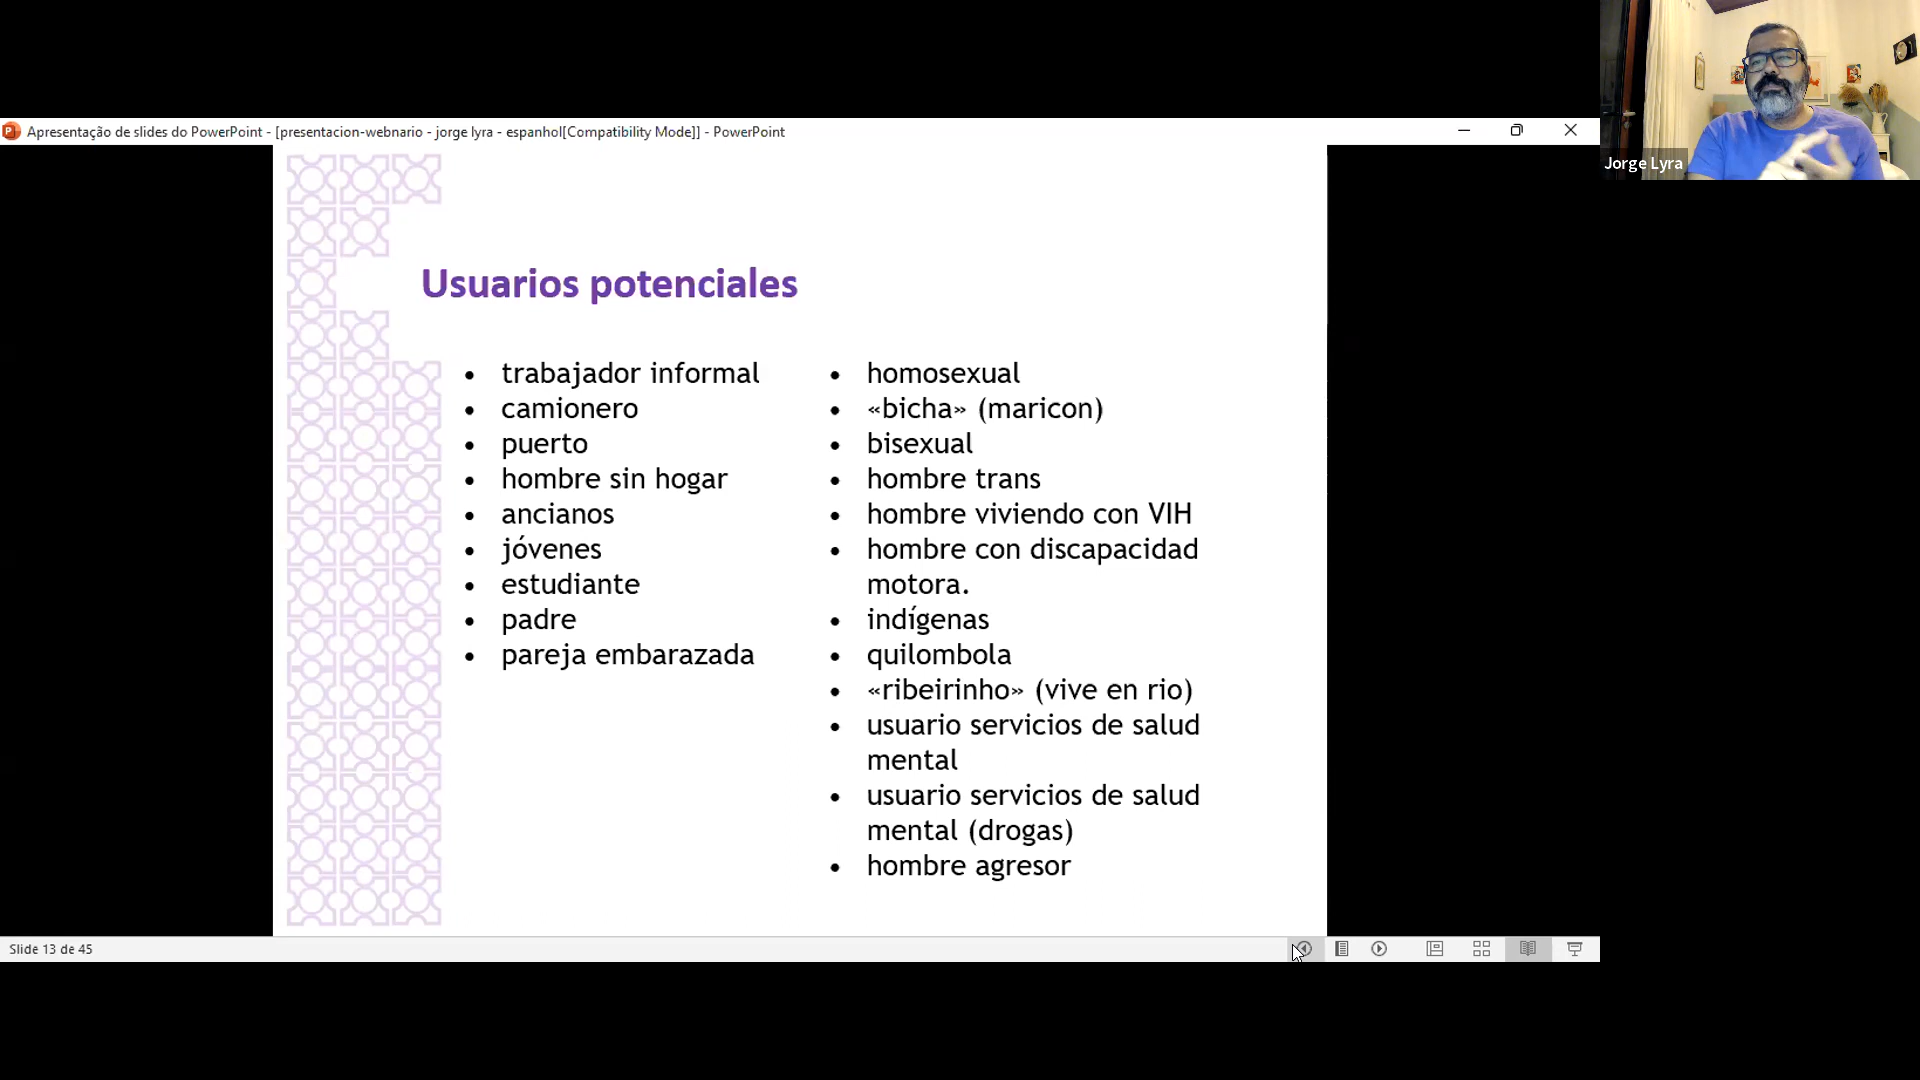 Jorge Lyra
Apresentação de slides do PowerPoint - [presentacion-webnario - jorge lyra - espanhol[Compatibility Mode]] - PowerPoint
Usuarios potenciales
• trabajador informal
• camionero
• puerto
• hombre sin hogar
• ancianos
• jóvenes
• estudiante
• padre
• pareja embarazada
• homosexual
• «bicha» (maricon)
• bisexual
• hombre trans
• hombre viviendo con VIH
• hombre con discapacidad
motora.
• indígenas
• quilombola
• «ribeirinho» (vive en rio)
• usuario servicios de salud
mental
• usuario servicios de salud
mental (drogas)
• hombre agresor
Slide 13 de 45